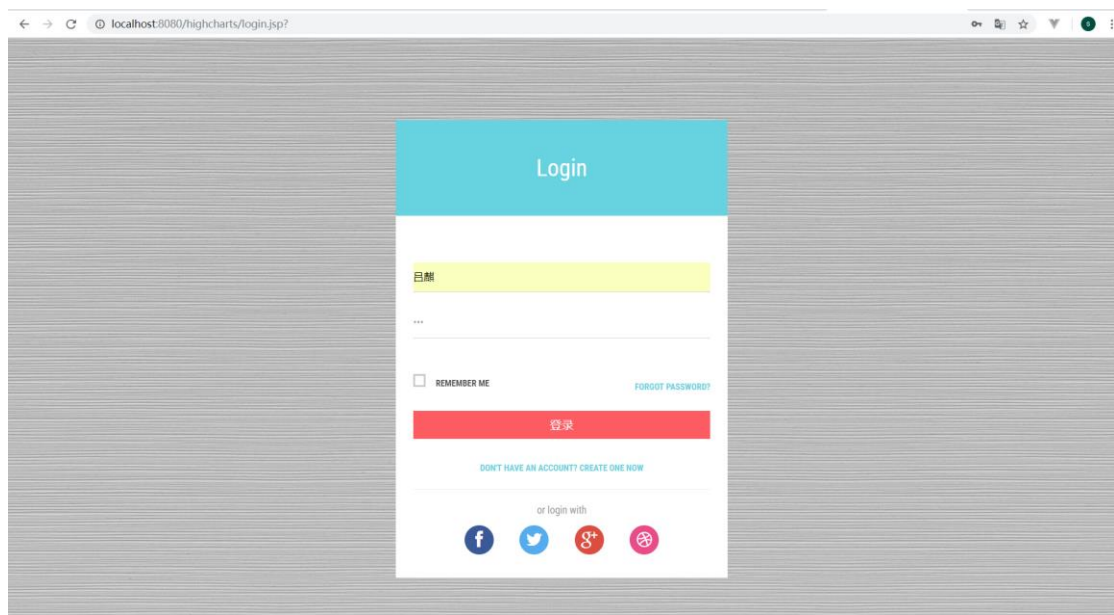 localhost:8080/highcharts/login.jsp?
Login
吕麒
...
REMEMBER ME
FORGOT PASSWORD?
登录
DON'T HAVE AN ACCOUNT? CREATE ONE NOW
or login with